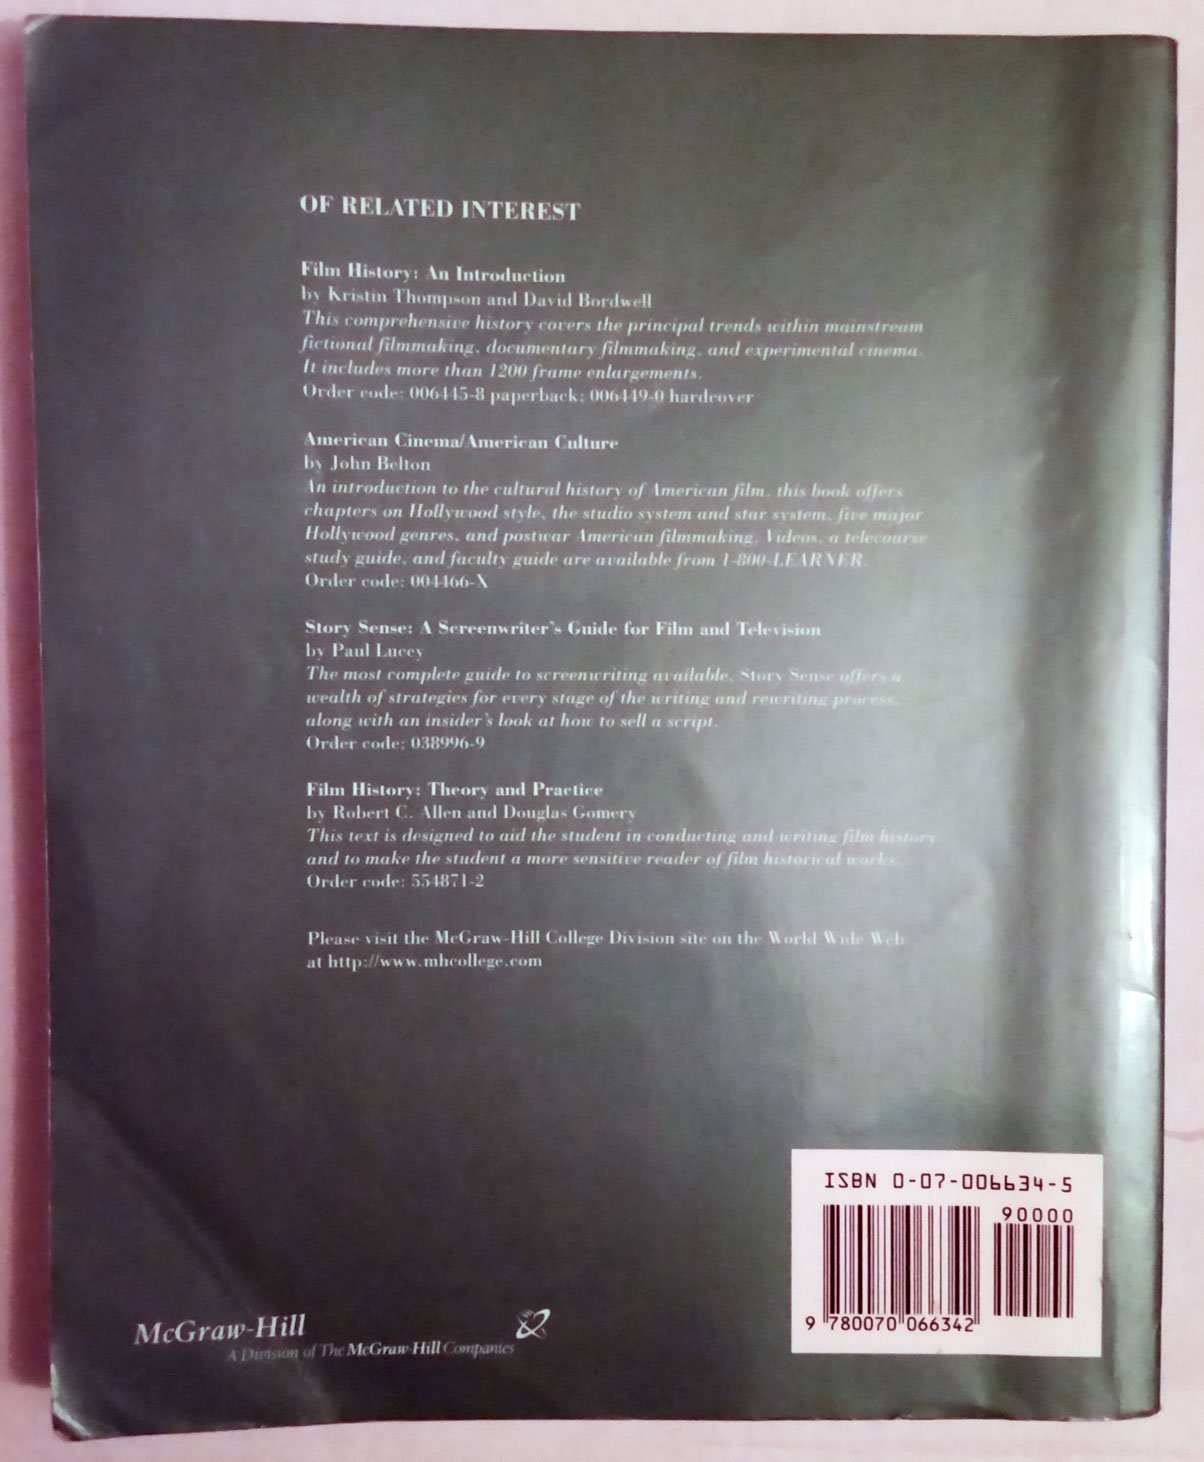 OF RELATED INTEREST
Film History: An Introduction
by Kristin Thompson and David Bordwell
This comprehensive history covers the principal trends within mainstream
fictional filmmaking, documentary filmmaking, and experimental cinema.
It includes more than 1200 frame enlargements.
Order code: 006445-8 paperback; 006449-0 hardcover
American Cinema/American Culture
by John Belton
An introduction to the cultural history of American film, this book offers
chapters on Hollywood style, the studio system and star system, five major
Hollywood genres, and postwar American filmmaking. Videos, a telecourse
study guide, and faculty guide are available from 1-800-LEARNER.
Order code: 004466-X
Story Sense: A Screenwriter's Guide for Film and Television
by Paul Lucey
The most complete guide to screenwriting available, Story Sense offers a
wealth of strategies for every stage of the writing and rewriting process,
along with an insider's look at how to sell a script.
Order code: 038996-9
Film History: Theory and Practice
by Robert C. Allen and Douglas Gomery
This text is designed to aid the student in conducting and writing film history
and to make the student a more sensitive reader of film historical works.
Order code: 554871-2
Please visit the McGraw-Hill College Division site on the World Wide Web
at http://www.mhcollege.com
ISBN 0-07-006634-5
90000
9 780070 066342
McGraw-Hill
A Division of The McGraw-Hill Companies